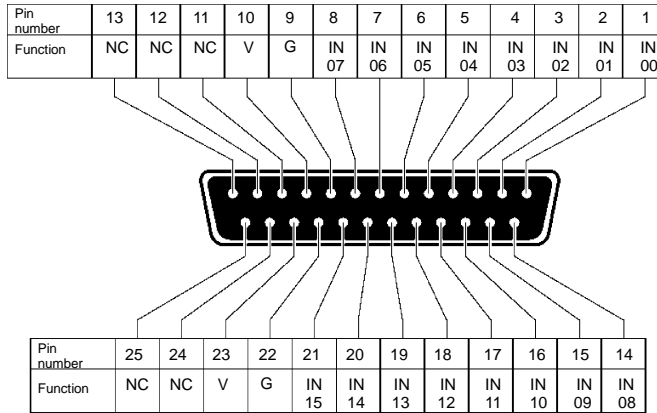 Pin number 13 12 11 10 9 8 7 6 5 4 3 2 1
Function NC NC NC V G IN 07 IN 06 IN 05 IN 04 IN 03 IN 02 IN 01 IN 00
Pin number 25 24 23 22 21 20 19 18 17 16 15 14
Function NC NC V G IN 15 IN 14 IN 13 IN 12 IN 11 IN 10 IN 09 IN 08